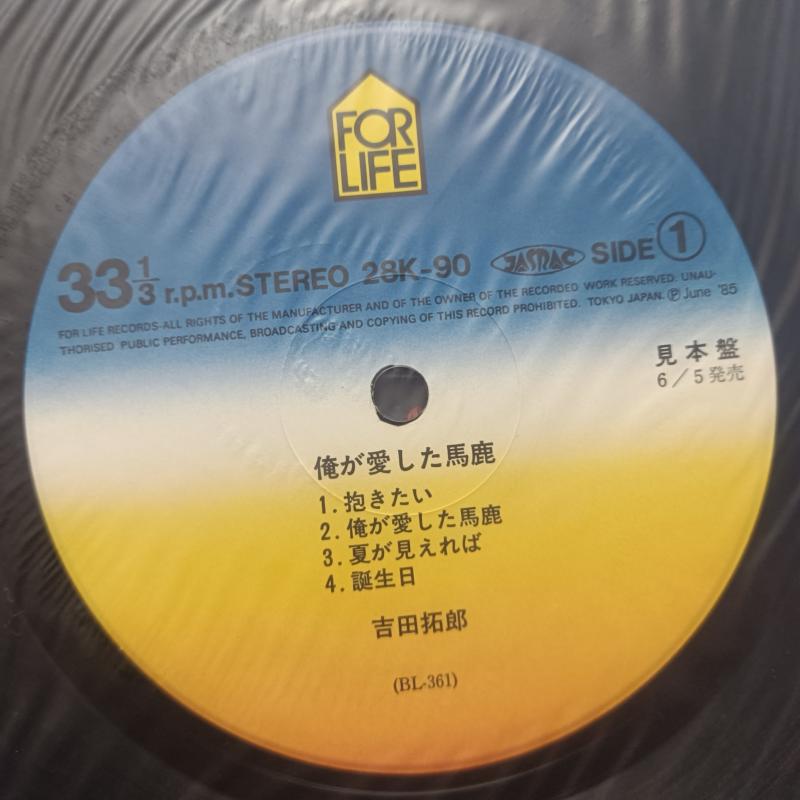 FOR
LIFE
33 1/3 r.p.m. STEREO 28K-90 JASRAC SIDE ①
FOR LIFE RECORDS-ALL RIGHTS OF THE MANUFACTURER AND OF THE OWNER OF THE RECORDED WORK RESERVED. UNAU-
THORISED PUBLIC PERFORMANCE, BROADCASTING AND COPYING OF THIS RECORD PROHIBITED. TOKYO JAPAN. ℗ June '85
見本盤
6/5発売
俺が愛した馬鹿
1.抱きたい
2.俺が愛した馬鹿
3.夏が見えれば
4.誕生日
吉田拓郎
(BL-361)